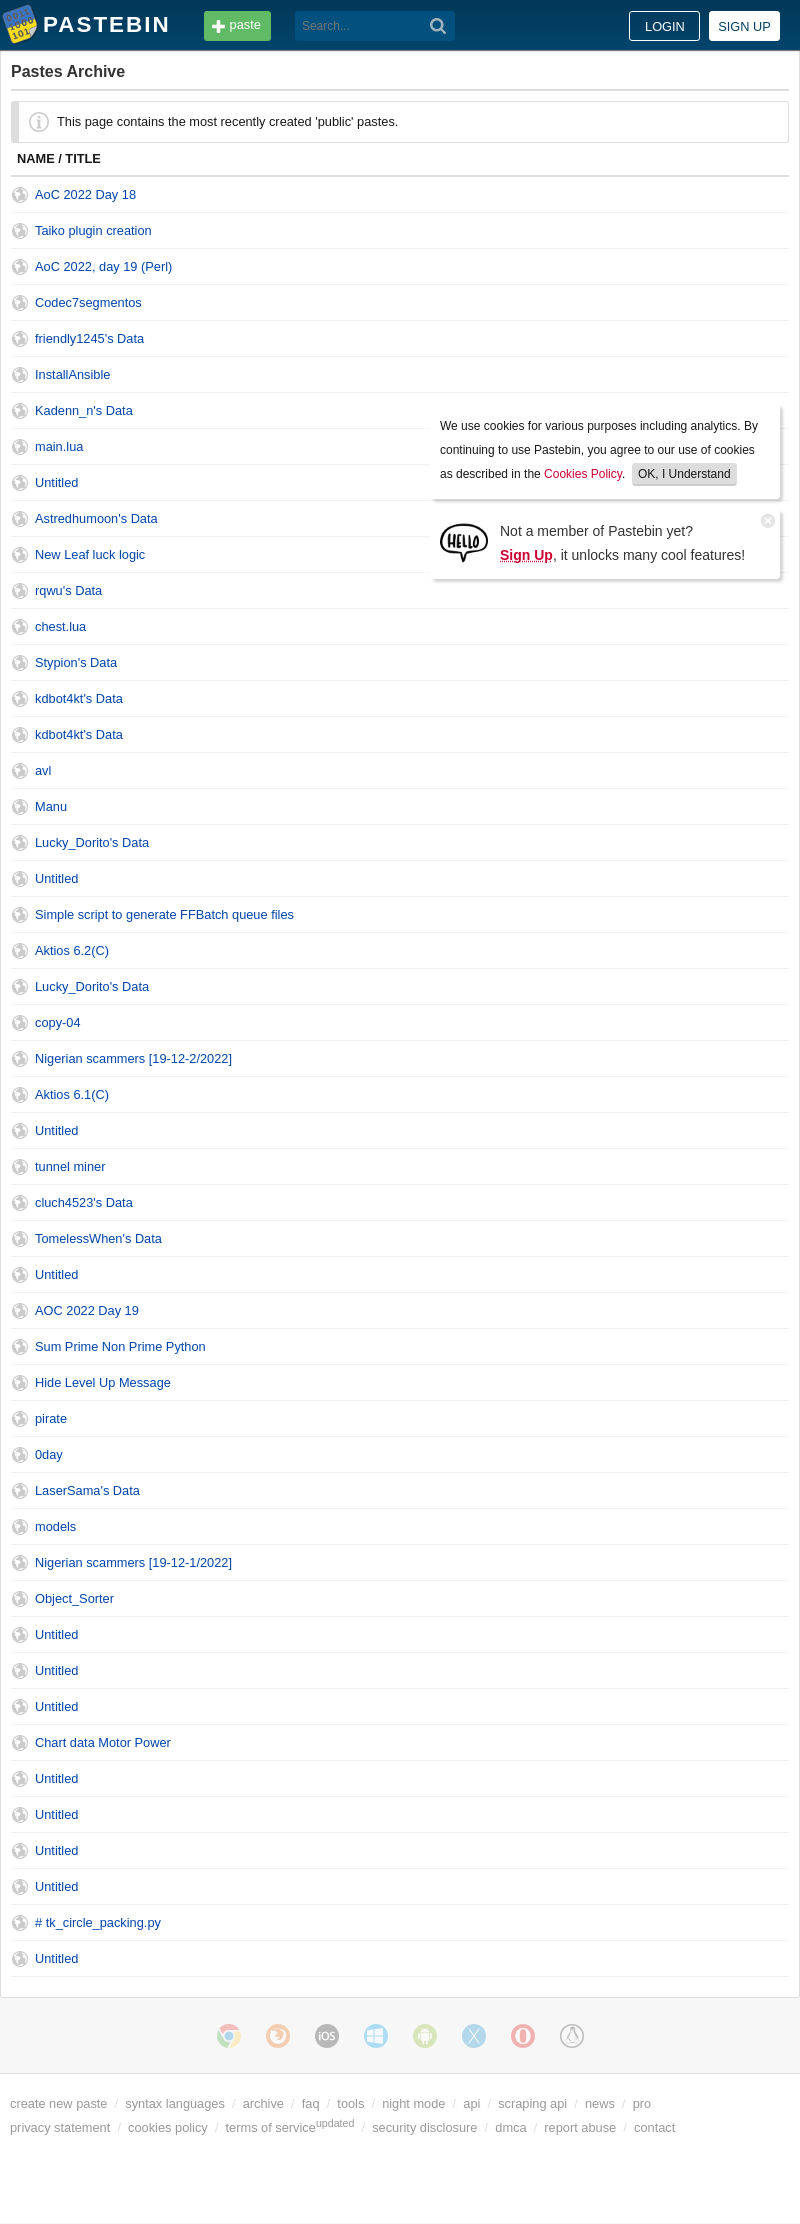 PASTEBIN
paste
Search...
LOGIN
SIGN UP
Pastes Archive
This page contains the most recently created 'public' pastes.
NAME / TITLE
AoC 2022 Day 18
Taiko plugin creation
AoC 2022, day 19 (Perl)
Codec7segmentos
friendly1245's Data
InstallAnsible
Kadenn_n's Data
main.lua
Untitled
Astredhumoon's Data
New Leaf luck logic
rqwu's Data
chest.lua
Stypion's Data
kdbot4kt's Data
kdbot4kt's Data
avl
Manu
Lucky_Dorito's Data
Untitled
Simple script to generate FFBatch queue files
Aktios 6.2(C)
Lucky_Dorito's Data
copy-04
Nigerian scammers [19-12-2/2022]
Aktios 6.1(C)
Untitled
tunnel miner
cluch4523's Data
TomelessWhen's Data
Untitled
AOC 2022 Day 19
Sum Prime Non Prime Python
Hide Level Up Message
pirate
0day
LaserSama's Data
models
Nigerian scammers [19-12-1/2022]
Object_Sorter
Untitled
Untitled
Untitled
Chart data Motor Power
Untitled
Untitled
Untitled
Untitled
# tk_circle_packing.py
Untitled
We use cookies for various purposes including analytics. By
continuing to use Pastebin, you agree to our use of cookies
as described in the Cookies Policy. OK, I Understand
HELLO
Not a member of Pastebin yet?
Sign Up, it unlocks many cool features!
iOS
create new paste / syntax languages / archive / faq / tools / night mode / api / scraping api / news / pro
privacy statement / cookies policy / terms of serviceupdated / security disclosure / dmca / report abuse / contact